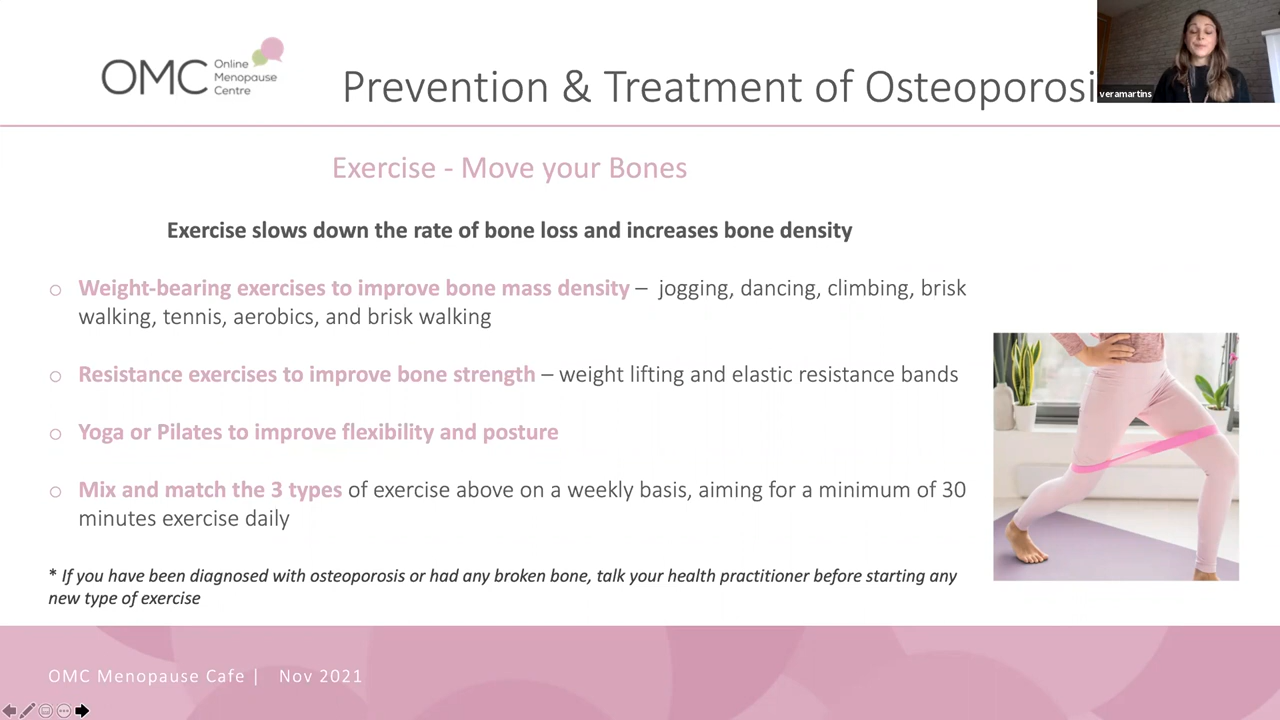 OMC Online
Menopause
Centre
Prevention & Treatment of Osteoporosi
veramartins
Exercise - Move your Bones
Exercise slows down the rate of bone loss and increases bone density
Weight-bearing exercises to improve bone mass density – jogging, dancing, climbing, brisk
walking, tennis, aerobics, and brisk walking
Resistance exercises to improve bone strength – weight lifting and elastic resistance bands
Yoga or Pilates to improve flexibility and posture
Mix and match the 3 types of exercise above on a weekly basis, aiming for a minimum of 30
minutes exercise daily
* If you have been diagnosed with osteoporosis or had any broken bone, talk your health practitioner before starting any
new type of exercise
OMC Menopause Cafe | Nov 2021